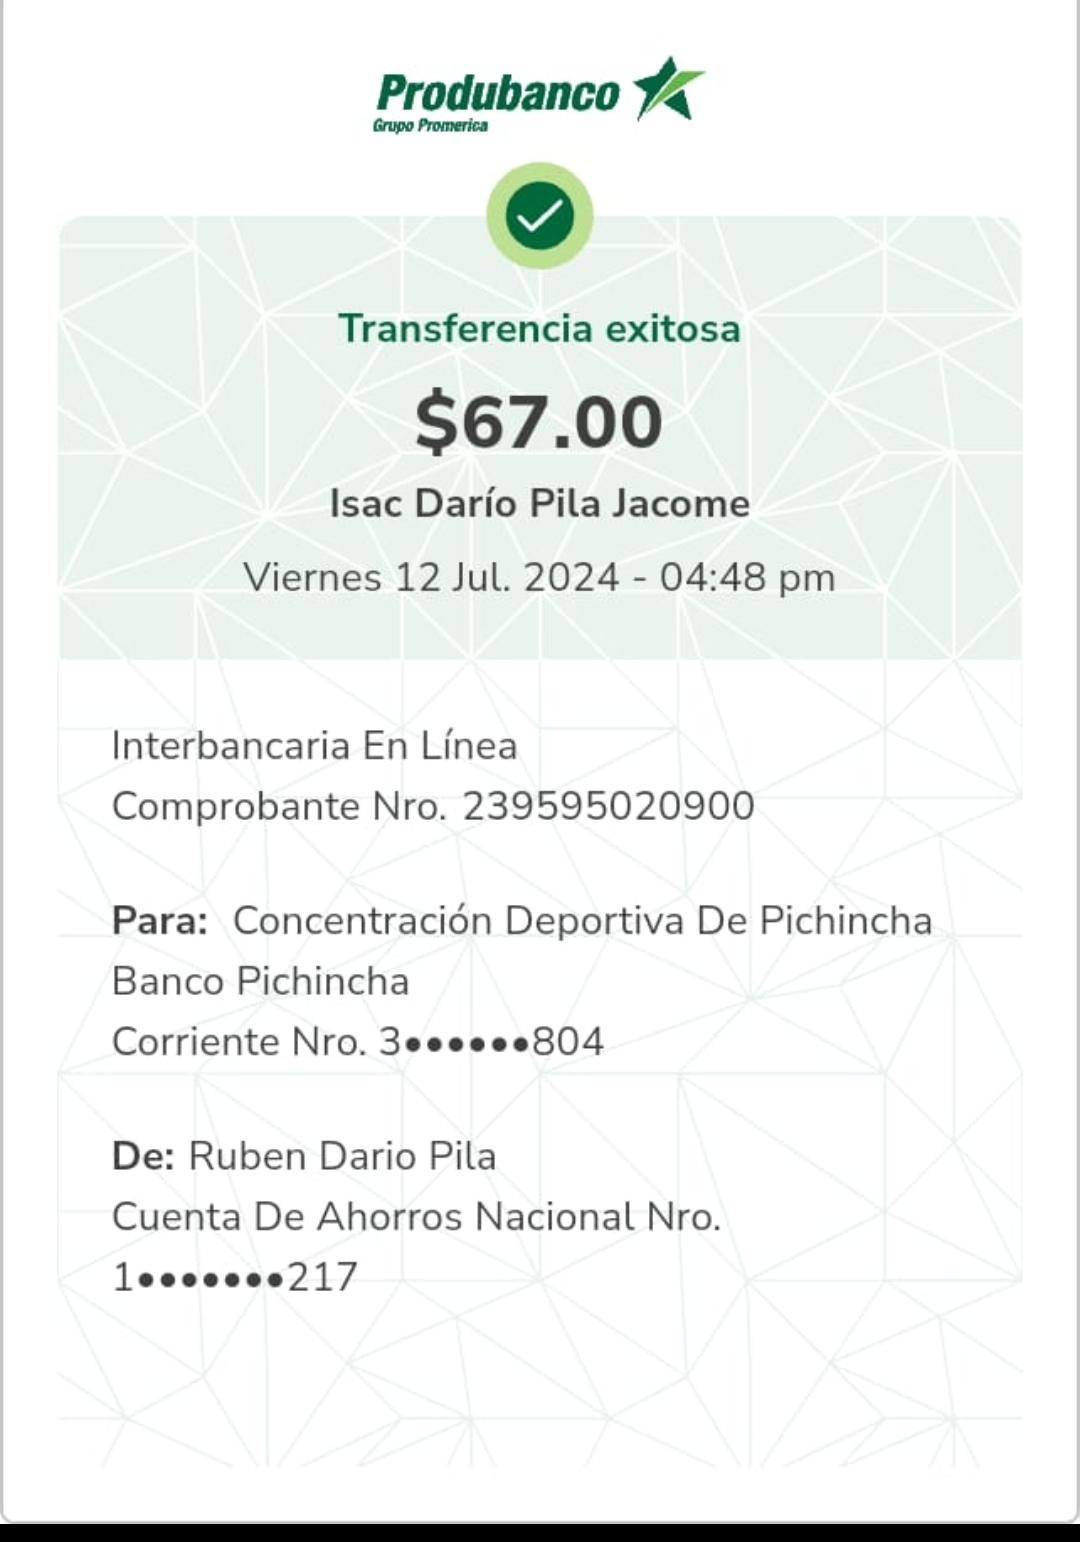 Produbanco
Grupo Promerica
Transferencia exitosa
$67.00
Isac Darío Pila Jacome
Viernes 12 Jul. 2024 - 04:48 pm
Interbancaria En Línea
Comprobante Nro. 239595020900
Para: Concentración Deportiva De Pichincha
Banco Pichincha
Corriente Nro. 3••••••804
De: Ruben Dario Pila
Cuenta De Ahorros Nacional Nro.
1•••••••217